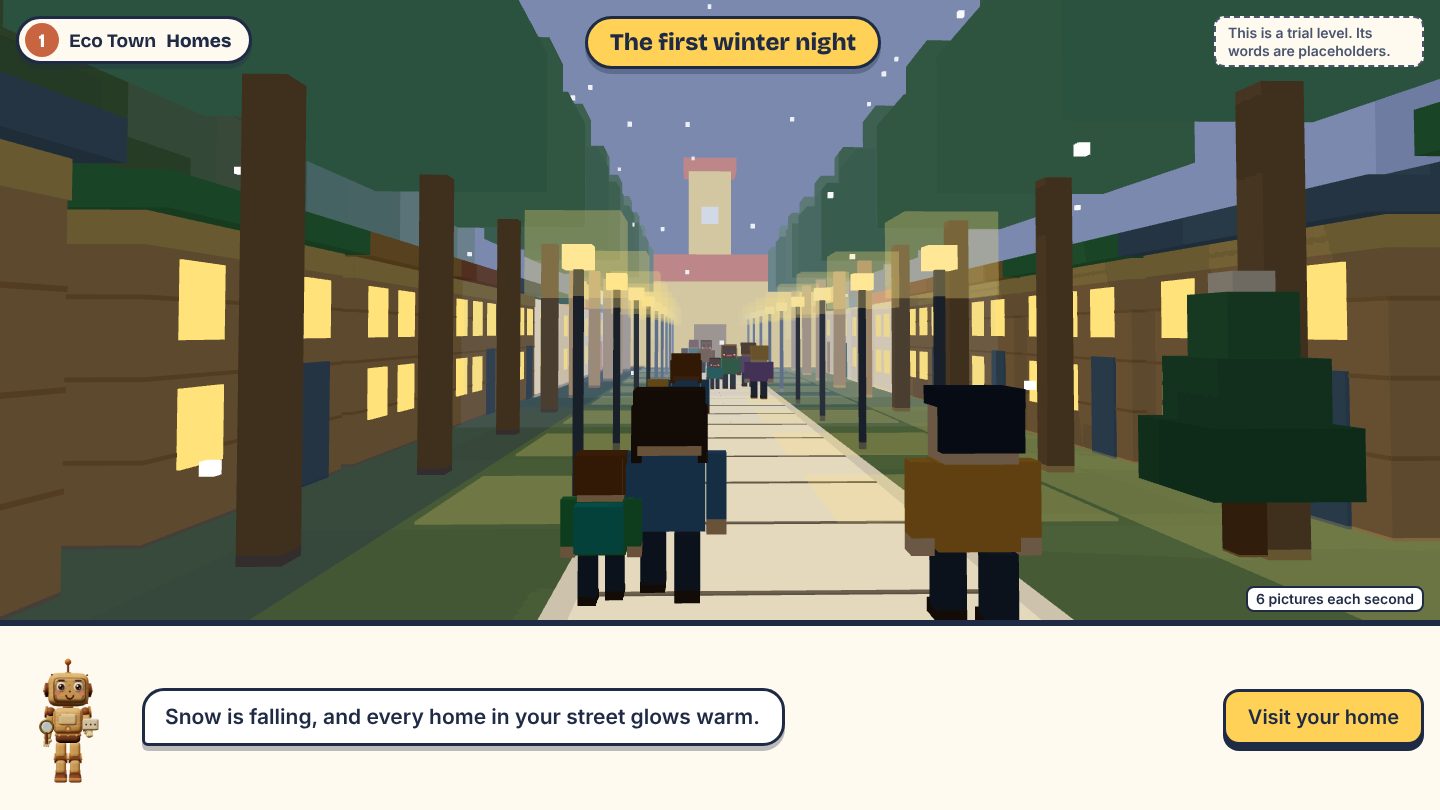 1 Eco Town Homes
The first winter night
This is a trial level. Its
words are placeholders.
6 pictures each second
Snow is falling, and every home in your street glows warm.
Visit your home